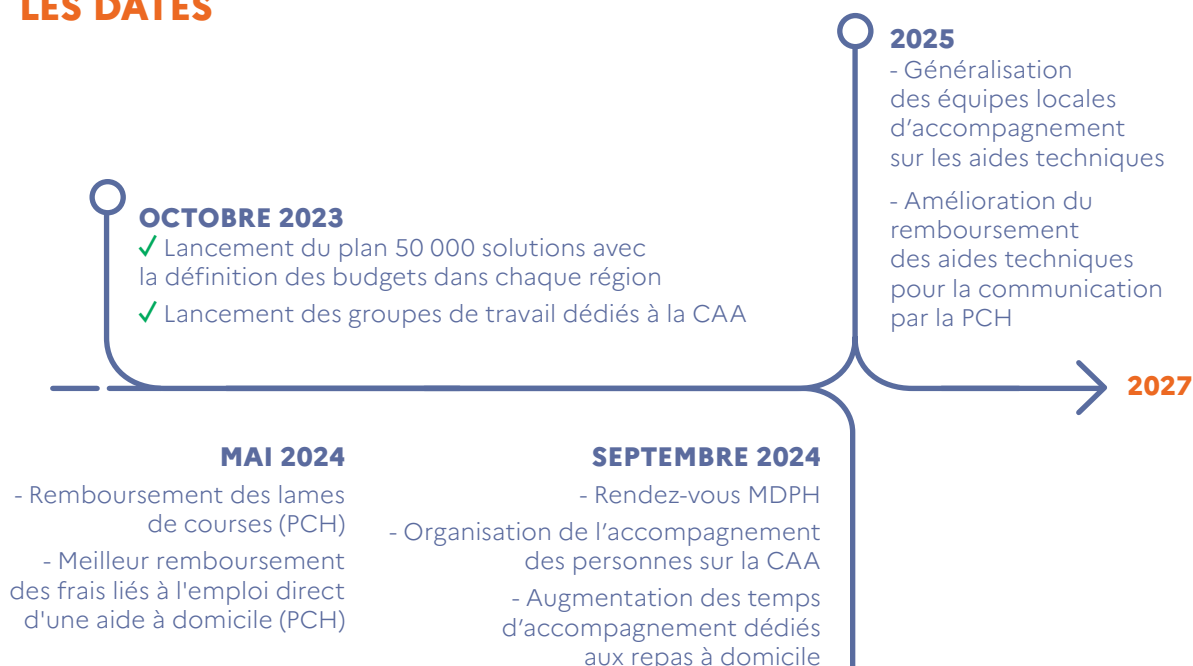 LES DATES
OCTOBRE 2023
✓ Lancement du plan 50 000 solutions avec
la définition des budgets dans chaque région
✓ Lancement des groupes de travail dédiés à la CAA
2025
- Généralisation
des équipes locales
d’accompagnement
sur les aides techniques
- Amélioration du
remboursement
des aides techniques
pour la communication
par la PCH
2027
MAI 2024
- Remboursement des lames
de courses (PCH)
- Meilleur remboursement
des frais liés à l'emploi direct
d'une aide à domicile (PCH)
SEPTEMBRE 2024
- Rendez-vous MDPH
- Organisation de l’accompagnement
des personnes sur la CAA
- Augmentation des temps
d’accompagnement dédiés
aux repas à domicile